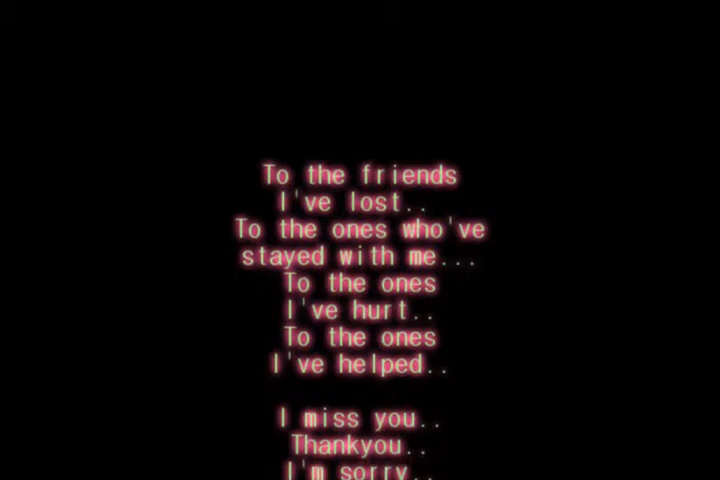 To the friends
I've lost..
To the ones who've
stayed with me...
To the ones
I've hurt..
To the ones
I've helped..
I miss you..
Thankyou..
I'm sorry..